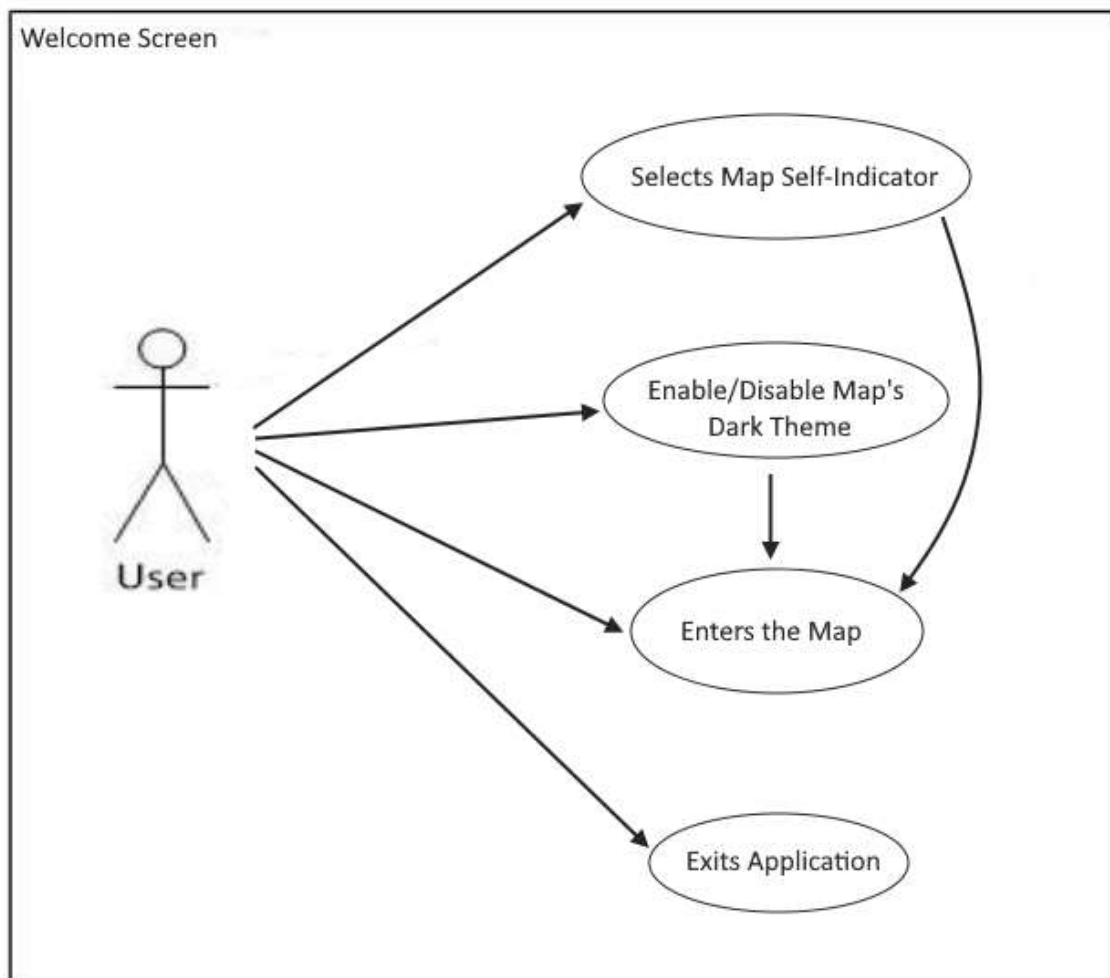 Welcome Screen
Selects Map Self-Indicator
Enable/Disable Map's
Dark Theme
User
Enters the Map
Exits Application